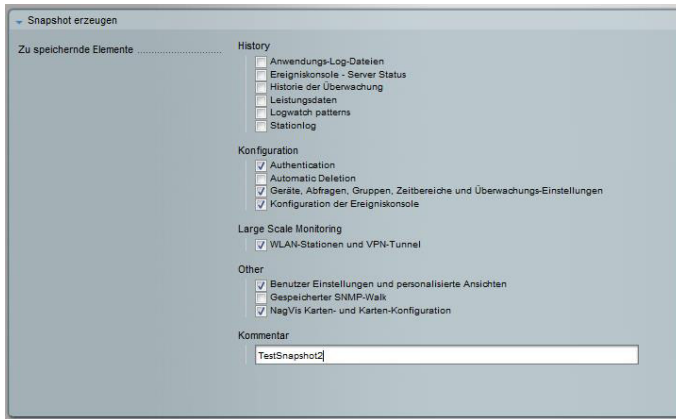 Snapshot erzeugen
Zu speichernde Elemente ..............................
History
Anwendungs-Log-Dateien
Ereigniskonsole - Server Status
Historie der Überwachung
Leistungsdaten
Logwatch patterns
Stationlog
Konfiguration
Authentication
Automatic Deletion
Geräte, Abfragen, Gruppen, Zeitbereiche und Überwachungs-Einstellungen
Konfiguration der Ereigniskonsole
Large Scale Monitoring
WLAN-Stationen und VPN-Tunnel
Other
Benutzer Einstellungen und personalisierte Ansichten
Gespeicherter SNMP-Walk
NagVis Karten- und Karten-Konfiguration
Kommentar
TestSnapshot2